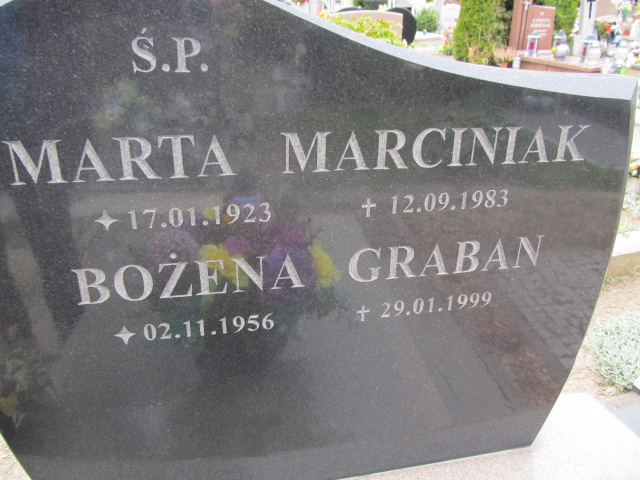 Ś.P.
MARTA MARCINIAK
✦ 17.01.1923 ✝ 12.09.1983
BOŻENA GRABAN
✦ 02.11.1956 ✝ 29.01.1999